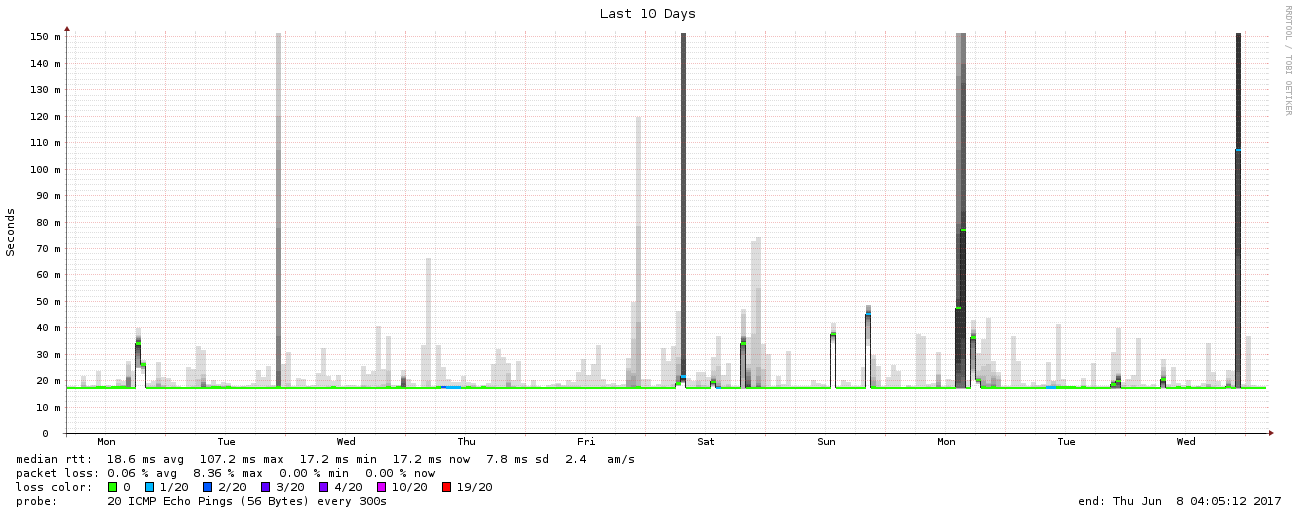 Last 10 Days
RRDTOOL / TOBI OETIKER
Seconds
150 m
140 m
130 m
120 m
110 m
100 m
90 m
80 m
70 m
60 m
50 m
40 m
30 m
20 m
10 m
0
Mon Tue Wed Thu Fri Sat Sun Mon Tue Wed
median rtt: 18.6 ms avg 107.2 ms max 17.2 ms min 17.2 ms now 7.8 ms sd 2.4 am/s
packet loss: 0.06 % avg 8.36 % max 0.00 % min 0.00 % now
loss color: 0 1/20 2/20 3/20 4/20 10/20 19/20
probe: 20 ICMP Echo Pings (56 Bytes) every 300s end: Thu Jun 8 04:05:12 2017